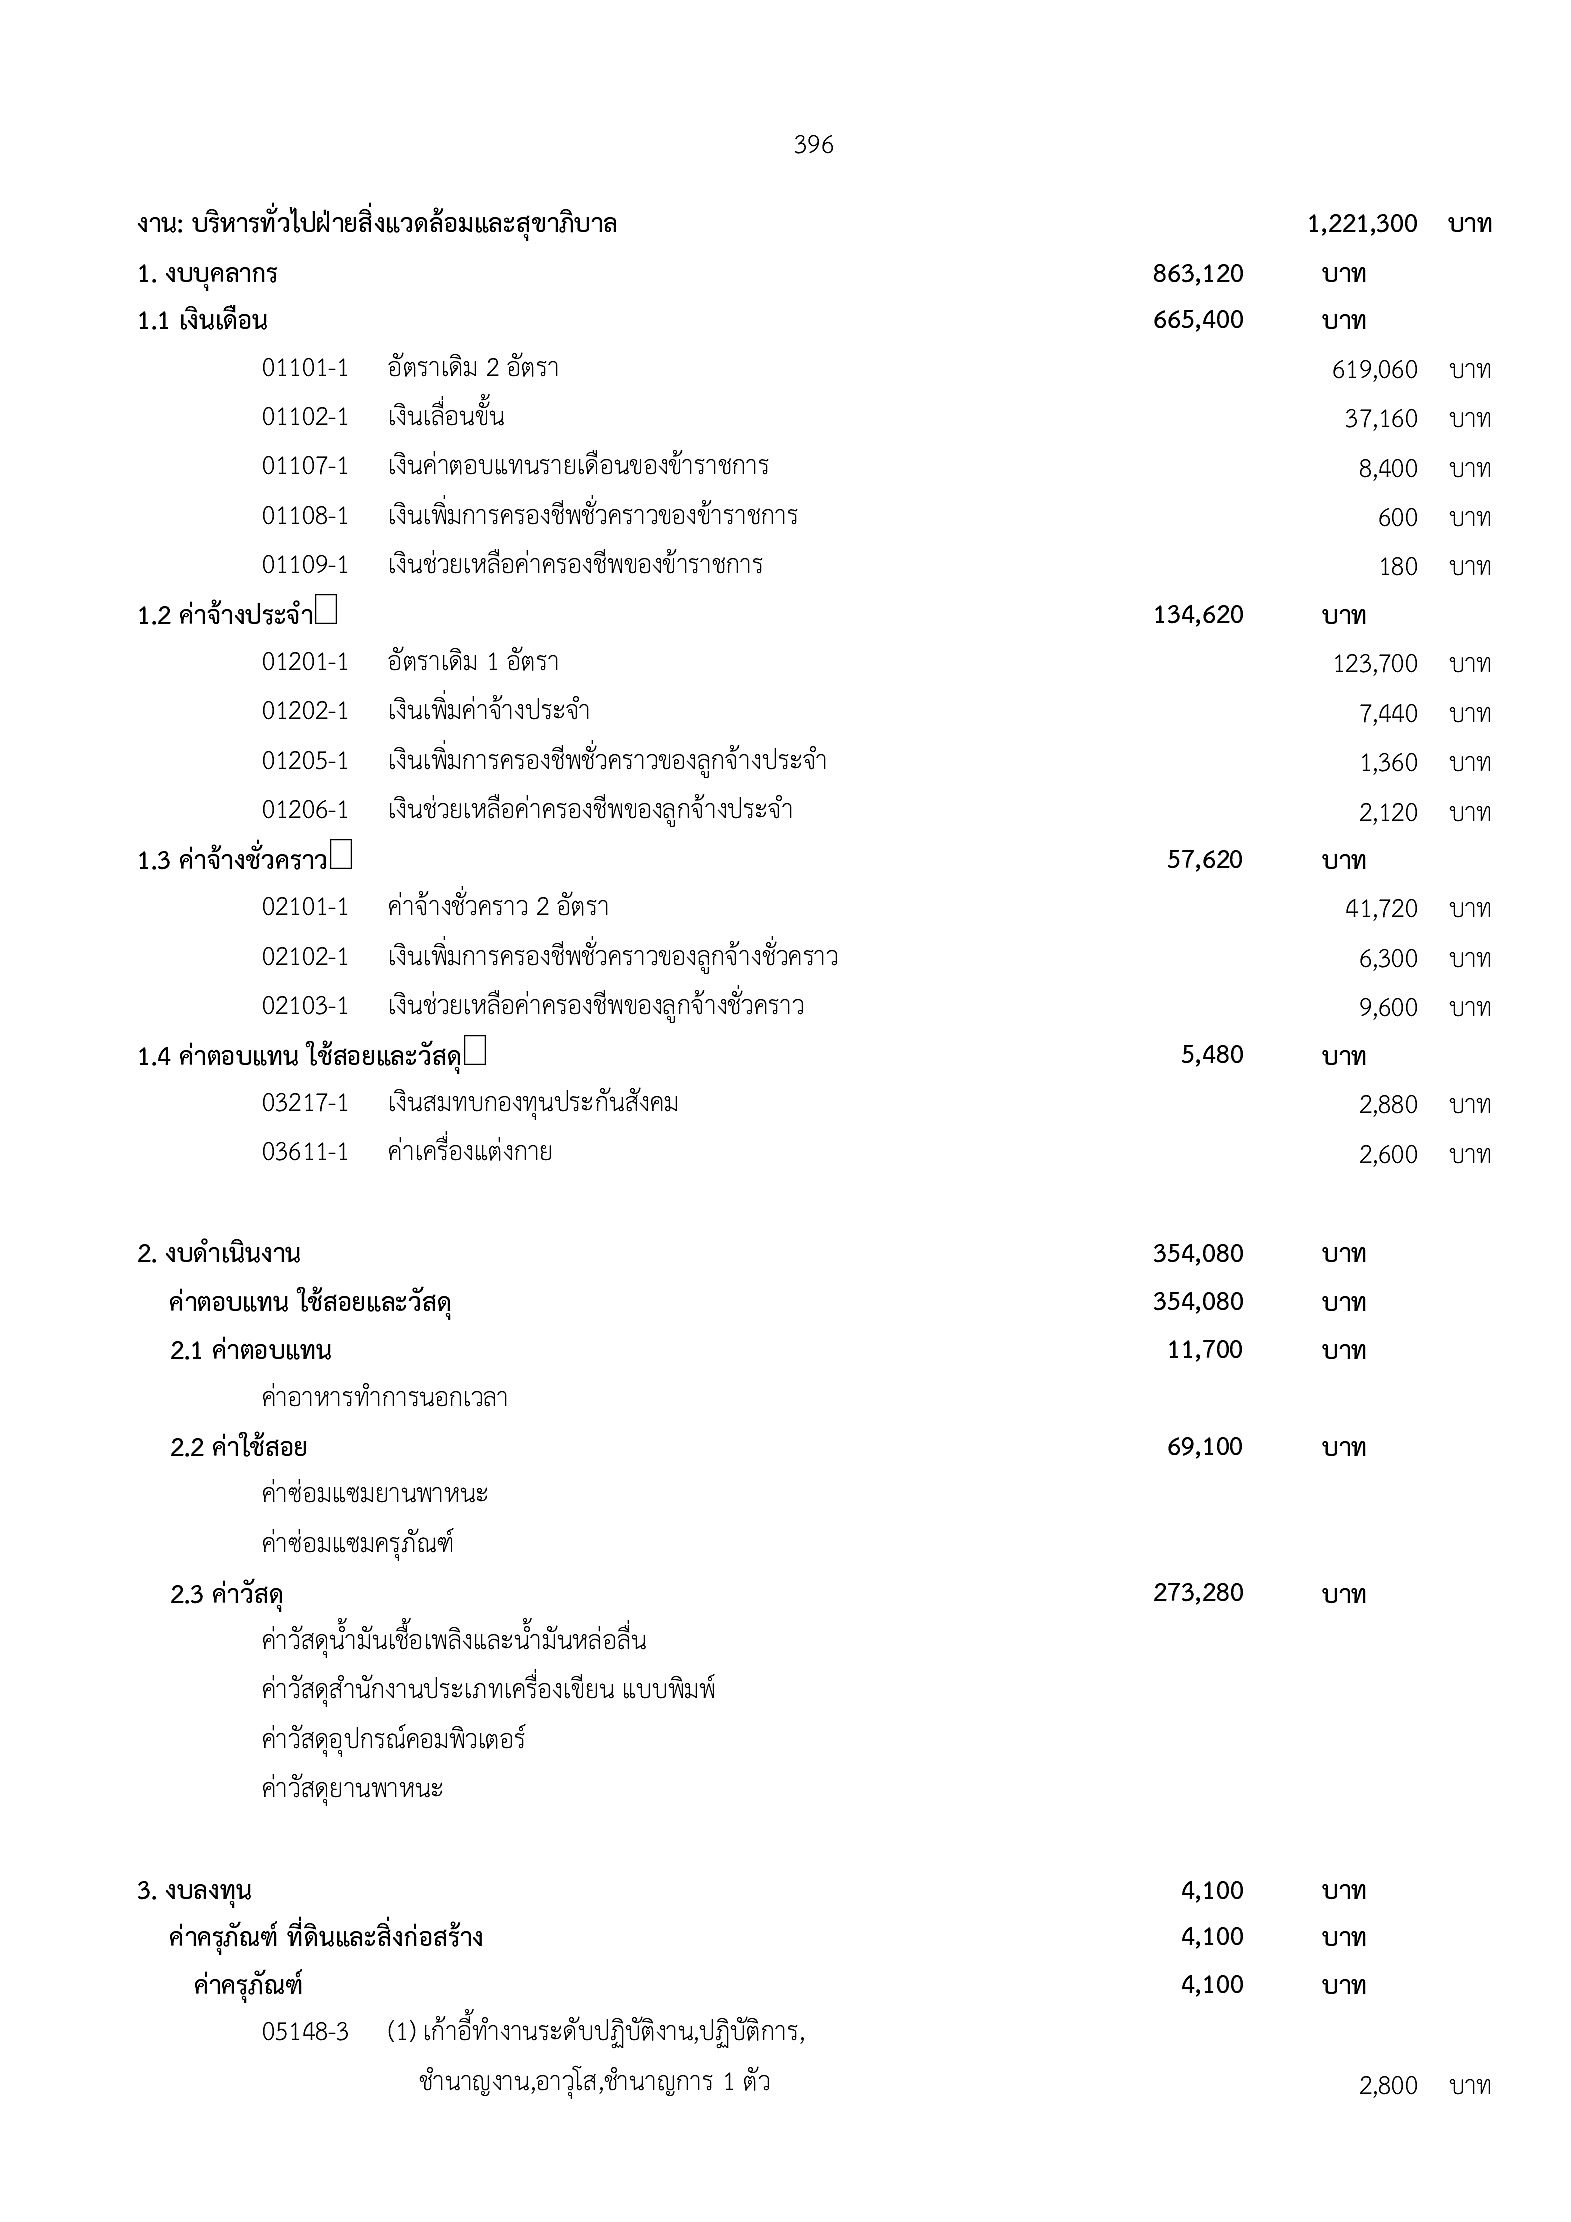 396
งาน: บริหารทั่วไปฝ่ายสิ่งแวดล้อมและสุขาภิบาล 1,221,300 บาท
1. งบบุคลากร 863,120 บาท
1.1 เงินเดือน 665,400 บาท
01101-1 อัตราเดิม 2 อัตรา 619,060 บาท
01102-1 เงินเลื่อนขั้น 37,160 บาท
01107-1 เงินค่าตอบแทนรายเดือนของข้าราชการ 8,400 บาท
01108-1 เงินเพิ่มการครองชีพชั่วคราวของข้าราชการ 600 บาท
01109-1 เงินช่วยเหลือค่าครองชีพของข้าราชการ 180 บาท
1.2 ค่าจ้างประจำ 134,620 บาท
01201-1 อัตราเดิม 1 อัตรา 123,700 บาท
01202-1 เงินเพิ่มค่าจ้างประจำ 7,440 บาท
01205-1 เงินเพิ่มการครองชีพชั่วคราวของลูกจ้างประจำ 1,360 บาท
01206-1 เงินช่วยเหลือค่าครองชีพของลูกจ้างประจำ 2,120 บาท
1.3 ค่าจ้างชั่วคราว 57,620 บาท
02101-1 ค่าจ้างชั่วคราว 2 อัตรา 41,720 บาท
02102-1 เงินเพิ่มการครองชีพชั่วคราวของลูกจ้างชั่วคราว 6,300 บาท
02103-1 เงินช่วยเหลือค่าครองชีพของลูกจ้างชั่วคราว 9,600 บาท
1.4 ค่าตอบแทน ใช้สอยและวัสดุ 5,480 บาท
03217-1 เงินสมทบกองทุนประกันสังคม 2,880 บาท
03611-1 ค่าเครื่องแต่งกาย 2,600 บาท
2. งบดำเนินงาน 354,080 บาท
ค่าตอบแทน ใช้สอยและวัสดุ 354,080 บาท
2.1 ค่าตอบแทน 11,700 บาท
ค่าอาหารทำการนอกเวลา
2.2 ค่าใช้สอย 69,100 บาท
ค่าซ่อมแซมยานพาหนะ
ค่าซ่อมแซมครุภัณฑ์
2.3 ค่าวัสดุ 273,280 บาท
ค่าวัสดุน้ำมันเชื้อเพลิงและน้ำมันหล่อลื่น
ค่าวัสดุสำนักงานประเภทเครื่องเขียน แบบพิมพ์
ค่าวัสดุอุปกรณ์คอมพิวเตอร์
ค่าวัสดุยานพาหนะ
3. งบลงทุน 4,100 บาท
ค่าครุภัณฑ์ ที่ดินและสิ่งก่อสร้าง 4,100 บาท
ค่าครุภัณฑ์ 4,100 บาท
05148-3 (1) เก้าอี้ทำงานระดับปฏิบัติงาน,ปฏิบัติการ,
ชำนาญงาน,อาวุโส,ชำนาญการ 1 ตัว 2,800 บาท